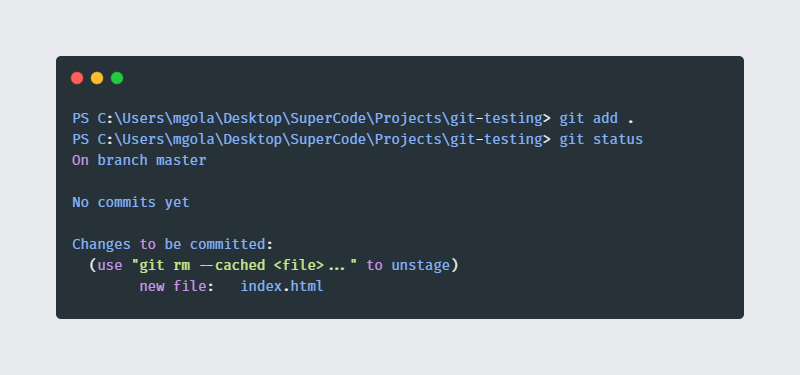 PS C:\Users\mgola\Desktop\SuperCode\Projects\git-testing> git add .
PS C:\Users\mgola\Desktop\SuperCode\Projects\git-testing> git status
On branch master
No commits yet
Changes to be committed:
(use "git rm --cached <file>..." to unstage)
new file: index.html